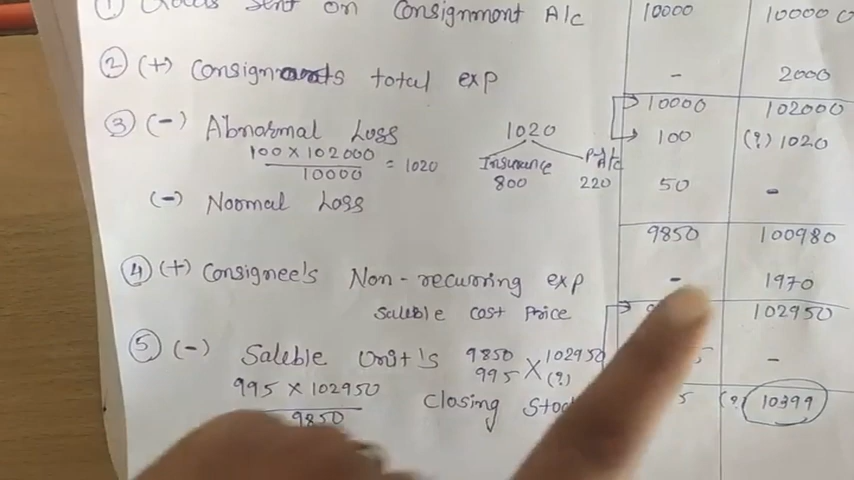 ① Goods sent on Consignment A/c 10000 100000
② (+) Consignments total exp - 2000
10000 102000
③ (-) Abnormal Loss 100 (?) 1020
100 × 102000 / 10000 = 1020
1020
Insurance 800
P~A/c 220
(-) Normal Loss 50 -
9850 100980
④ (+) Consignee's Non-recurring exp - 1970
Saleble cost Price 102950
⑤ (-) Saleble Unit's -
9850 102950
995 (?)
995 × 102950 / 9850
Closing (?) 10399